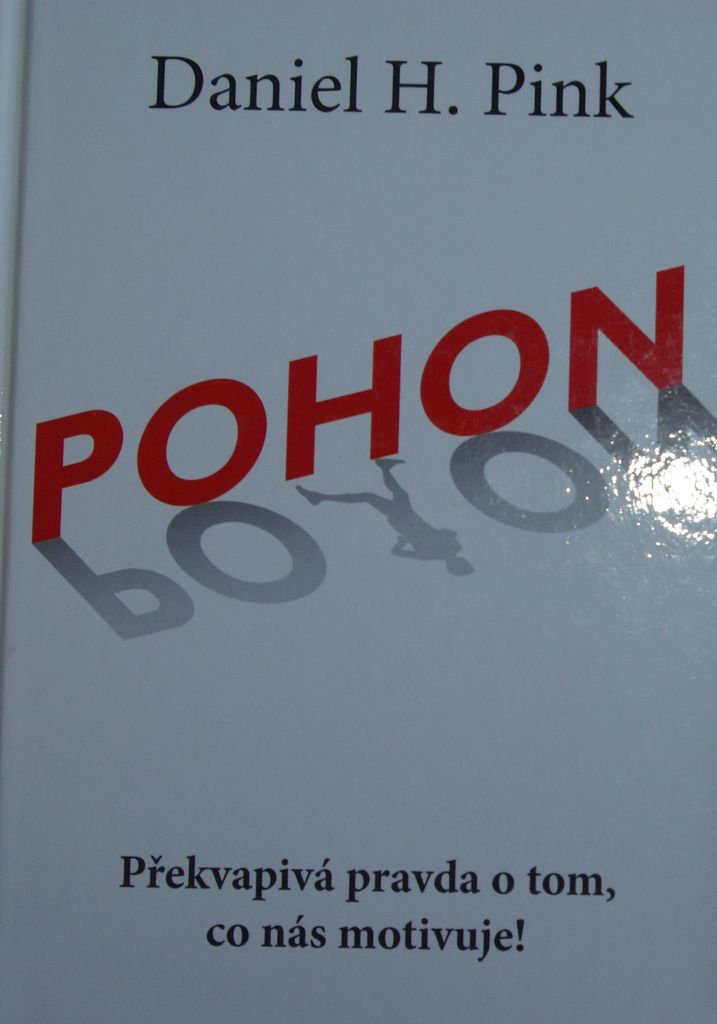 Daniel H. Pink
POHON
Překvapivá pravda o tom,
co nás motivuje!